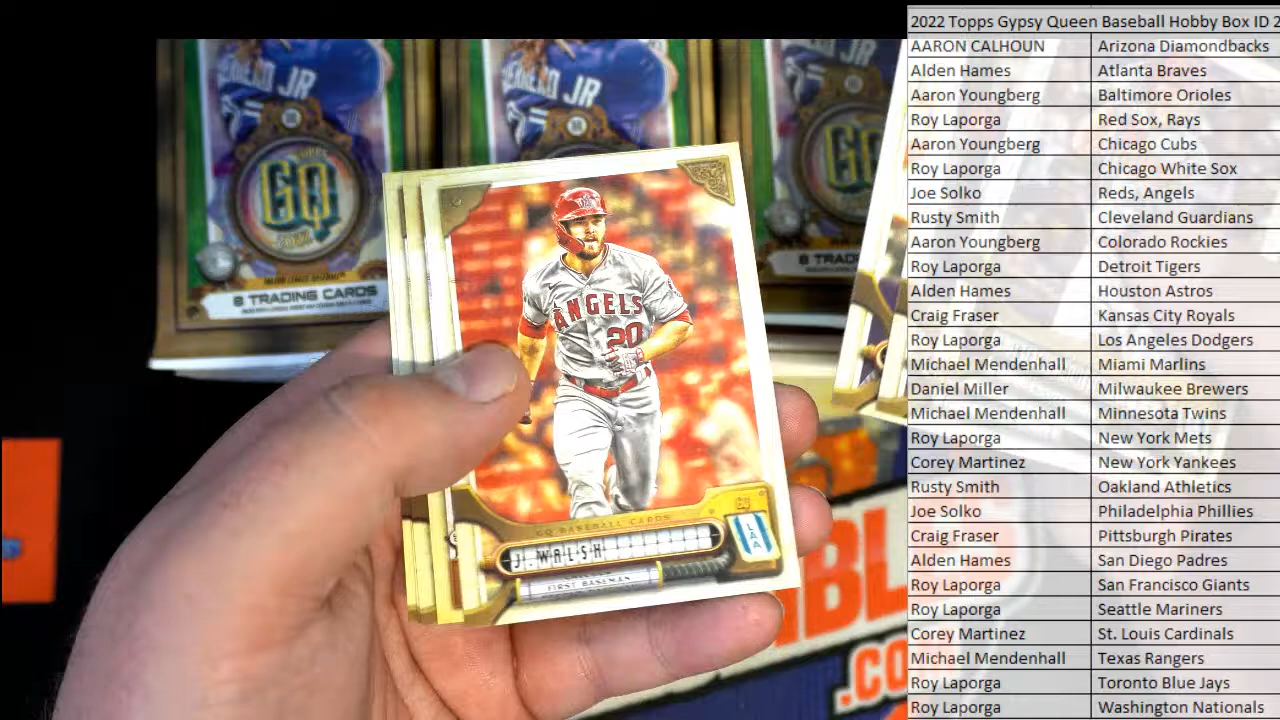 2022 Topps Gypsy Queen Baseball Hobby Box ID 2
AARON CALHOUN Arizona Diamondbacks
Alden Hames Atlanta Braves
Aaron Youngberg Baltimore Orioles
Roy Laporga Red Sox, Rays
Aaron Youngberg Chicago Cubs
Roy Laporga Chicago White Sox
Joe Solko Reds, Angels
Rusty Smith Cleveland Guardians
Aaron Youngberg Colorado Rockies
Roy Laporga Detroit Tigers
Alden Hames Houston Astros
Craig Fraser Kansas City Royals
Roy Laporga Los Angeles Dodgers
Michael Mendenhall Miami Marlins
Daniel Miller Milwaukee Brewers
Michael Mendenhall Minnesota Twins
Roy Laporga New York Mets
Corey Martinez New York Yankees
Rusty Smith Oakland Athletics
Joe Solko Philadelphia Phillies
Craig Fraser Pittsburgh Pirates
Alden Hames San Diego Padres
Roy Laporga San Francisco Giants
Roy Laporga Seattle Mariners
Corey Martinez St. Louis Cardinals
Michael Mendenhall Texas Rangers
Roy Laporga Toronto Blue Jays
Roy Laporga Washington Nationals
JR
GQ
8 TRADING CARDS
JR
GQ
8 TRAD
ANGELS
20
GQ BASEBALL CARDS
J. WALSH
LAA
FIRST BASEMAN
BLES
.CO